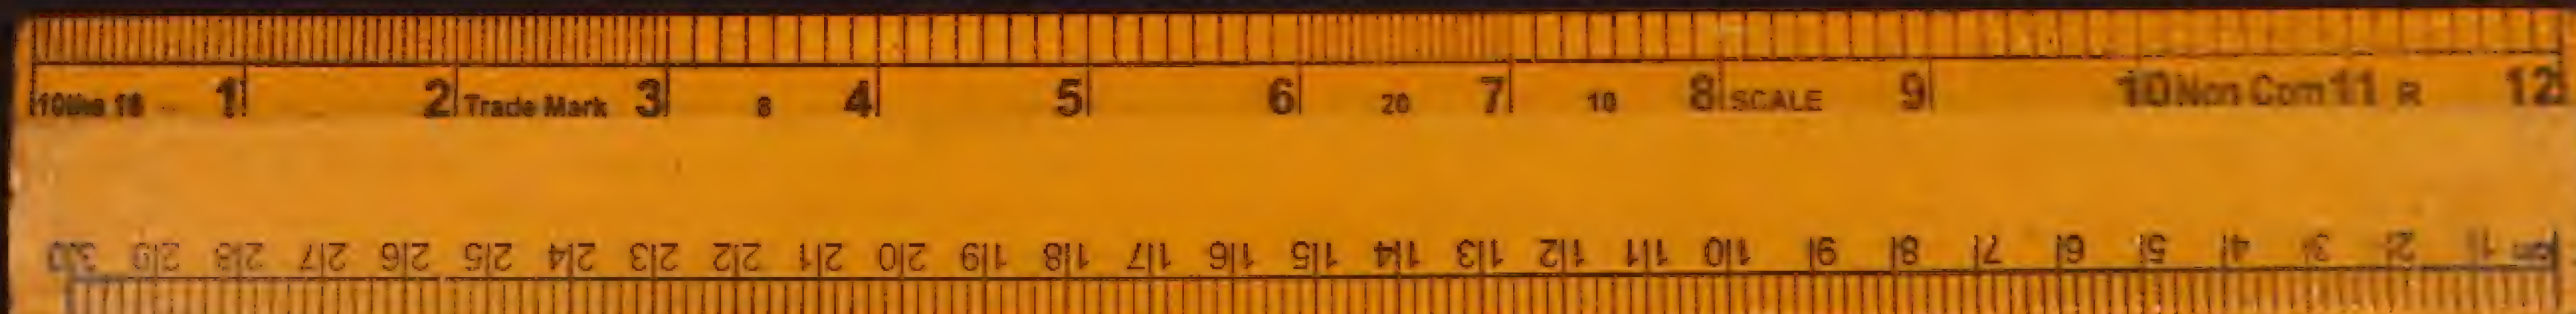 10ths 16 1 2 Trade Mark 3 8 4 5 6 20 7 10 8 SCALE 9 10 Non Com 11 R 12
cm 1 2 3 4 5 6 7 8 9 10 11 12 13 14 15 16 17 18 19 20 21 22 23 24 25 26 27 28 29 30